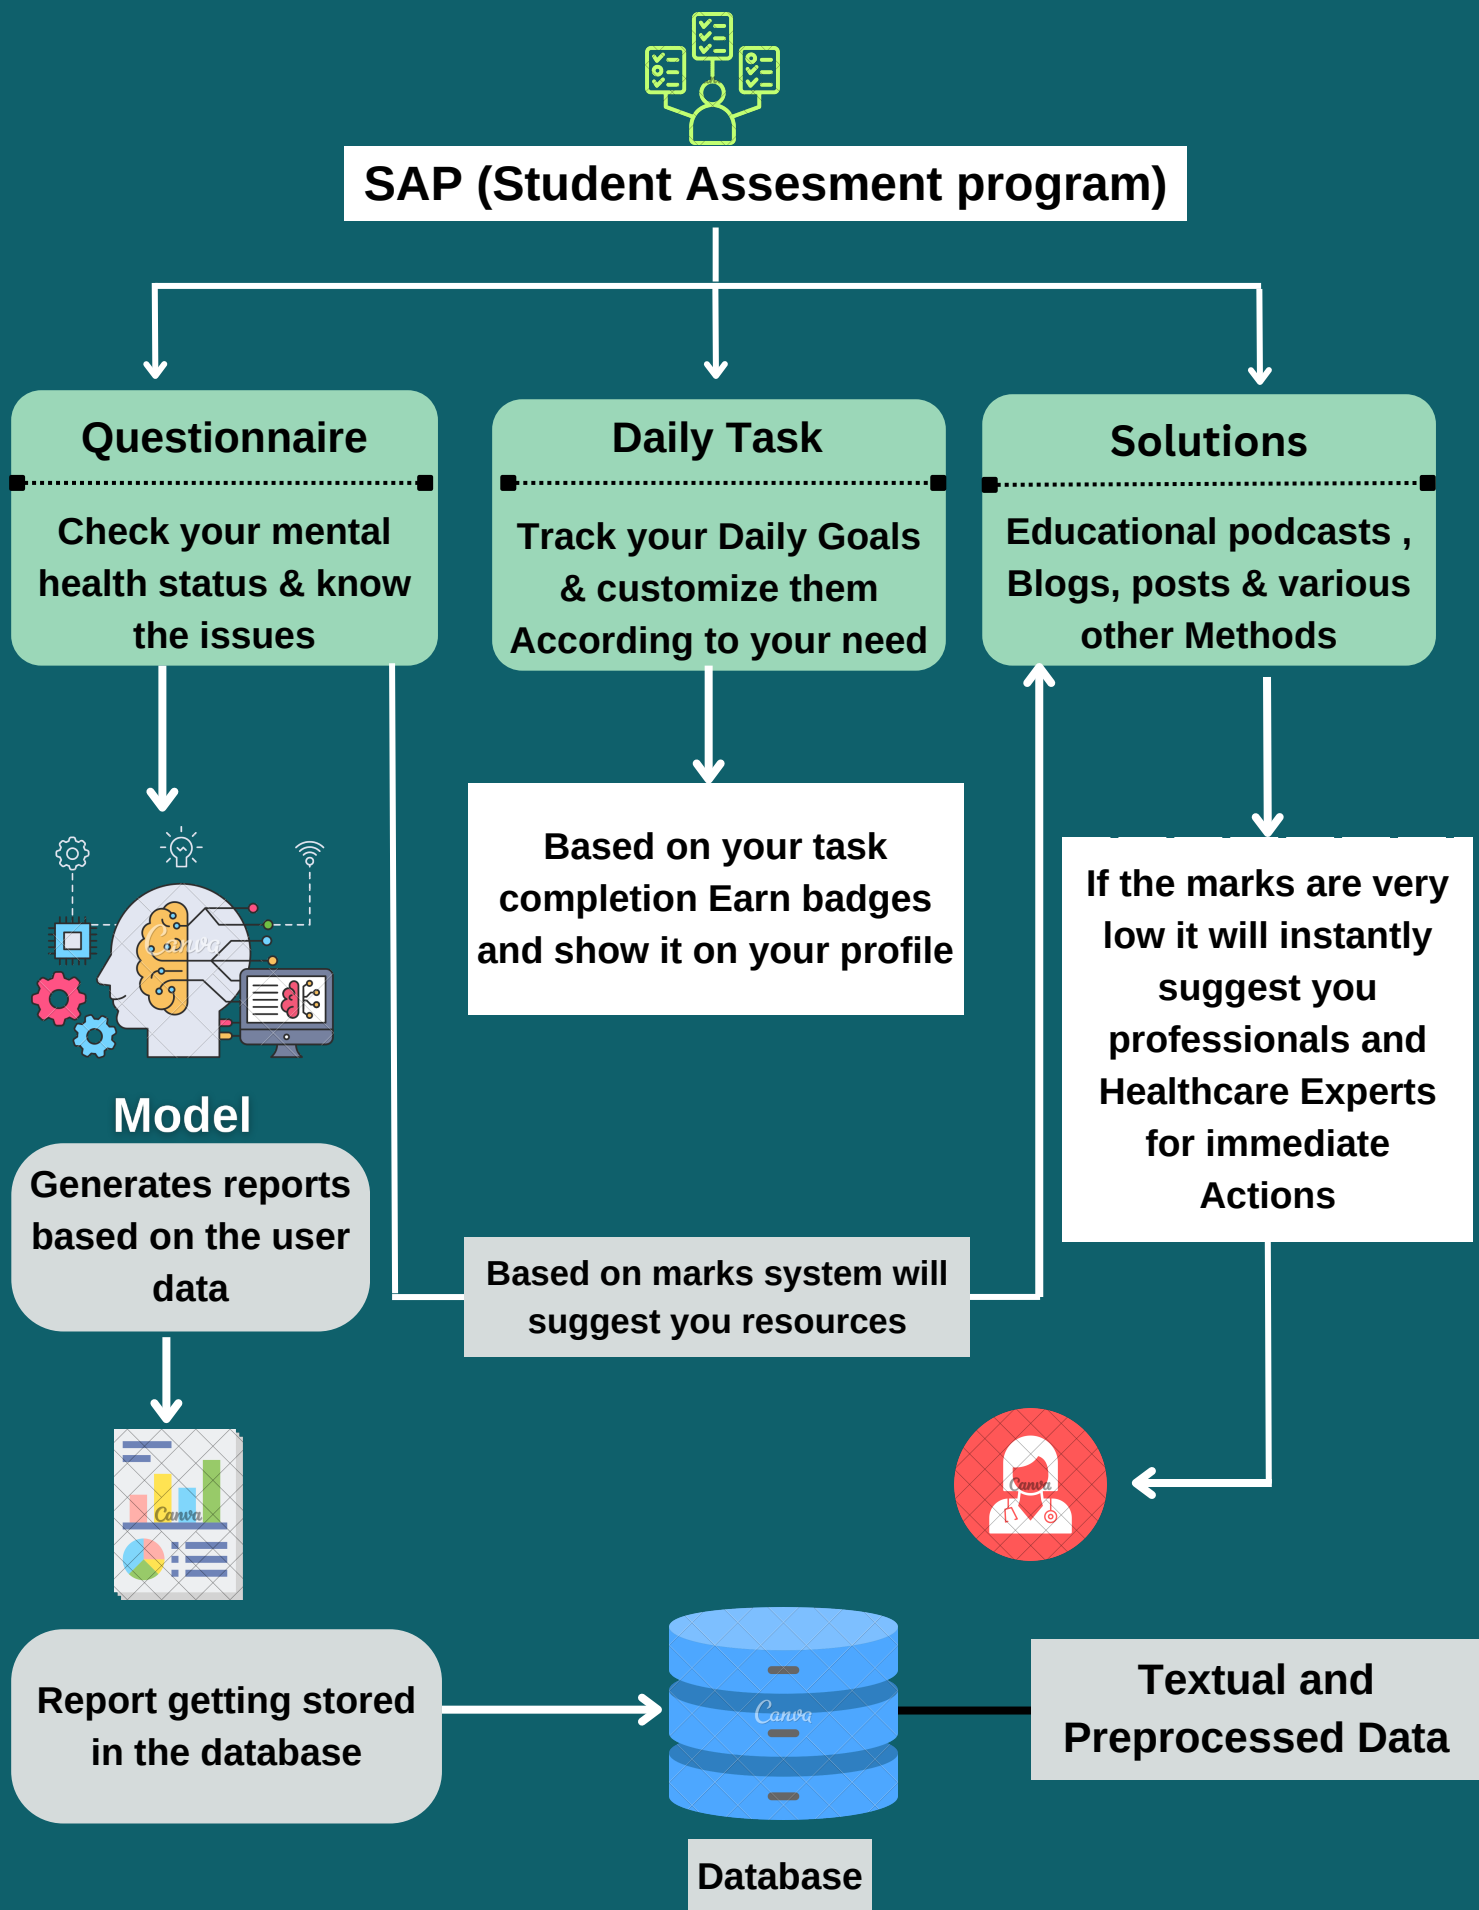 SAP (Student Assesment program)
Questionnaire
Check your mental
health status & know
the issues
Daily Task
Track your Daily Goals
& customize them
According to your need
Solutions
Educational podcasts ,
Blogs, posts & various
other Methods
Based on your task
completion Earn badges
and show it on your profile
If the marks are very
low it will instantly
suggest you
professionals and
Healthcare Experts
for immediate
Actions
Canva
Model
Generates reports
based on the user
data
Based on marks system will
suggest you resources
Canva
Canva
Report getting stored
in the database
Canva
Textual and
Preprocessed Data
Database